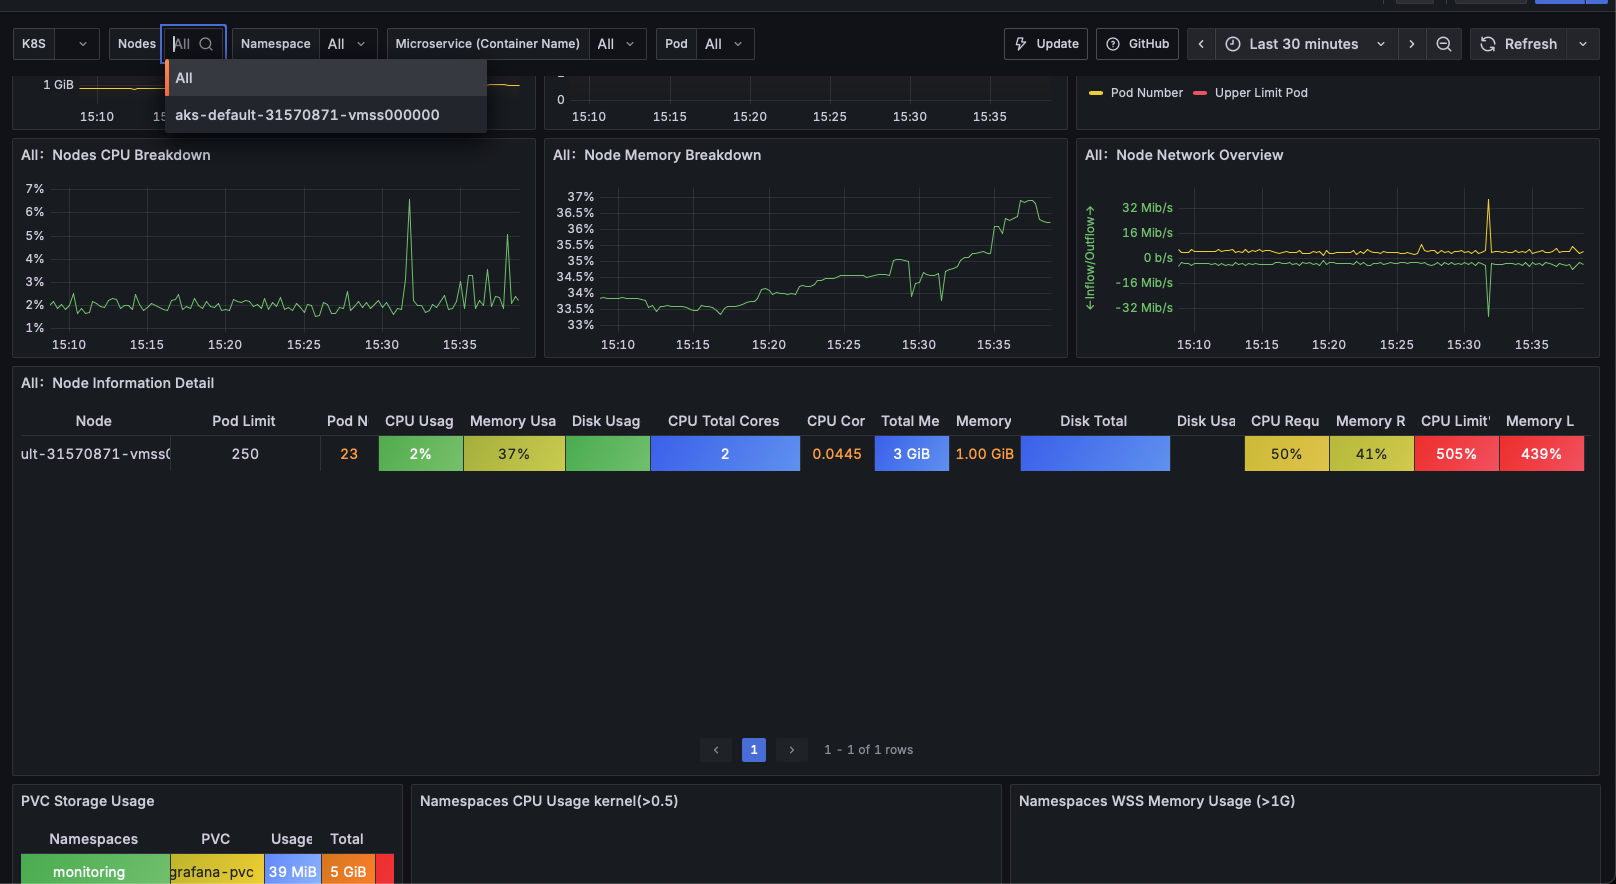 K8S Nodes All Namespace All Microservice (Container Name) All Pod All Update GitHub Last 30 minutes Refresh
All
aks-default-31570871-vmss000000
1 GiB
15:10
0
15:10 15:15 15:20 15:25 15:30 15:35
Pod Number Upper Limit Pod
All: Nodes CPU Breakdown
7%
6%
5%
4%
3%
2%
1%
15:10 15:15 15:20 15:25 15:30 15:35
All: Node Memory Breakdown
37%
36.5%
36%
35.5%
35%
34.5%
34%
33.5%
33%
15:10 15:15 15:20 15:25 15:30 15:35
All: Node Network Overview
←Inflow/Outflow→
32 Mib/s
16 Mib/s
0 b/s
-16 Mib/s
-32 Mib/s
15:10 15:15 15:20 15:25 15:30 15:35
All: Node Information Detail
Node Pod Limit Pod N CPU Usag Memory Usa Disk Usag CPU Total Cores CPU Cor Total Me Memory Disk Total Disk Usa CPU Requ Memory R CPU Limit Memory L
ult-31570871-vmss0 250 23 2% 37% 2 0.0445 3 GiB 1.00 GiB 50% 41% 505% 439%
1 1 - 1 of 1 rows
PVC Storage Usage
Namespaces PVC Usage Total
monitoring grafana-pvc 39 MiB 5 GiB
Namespaces CPU Usage kernel(>0.5)
Namespaces WSS Memory Usage (>1G)